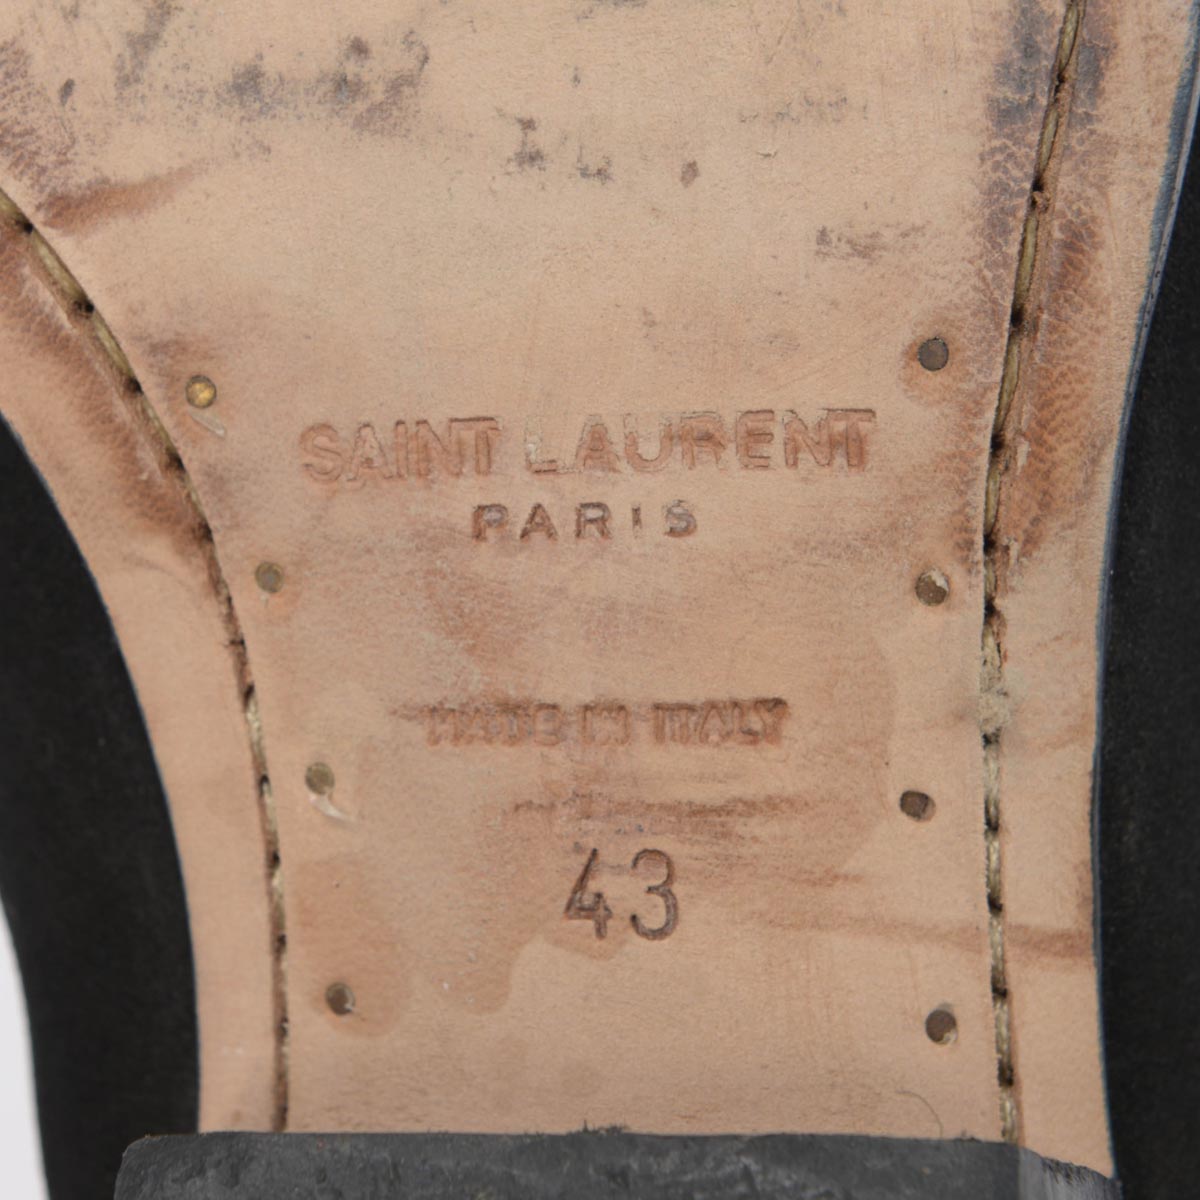 SAINT LAURENT
PARIS
MADE IN ITALY
43